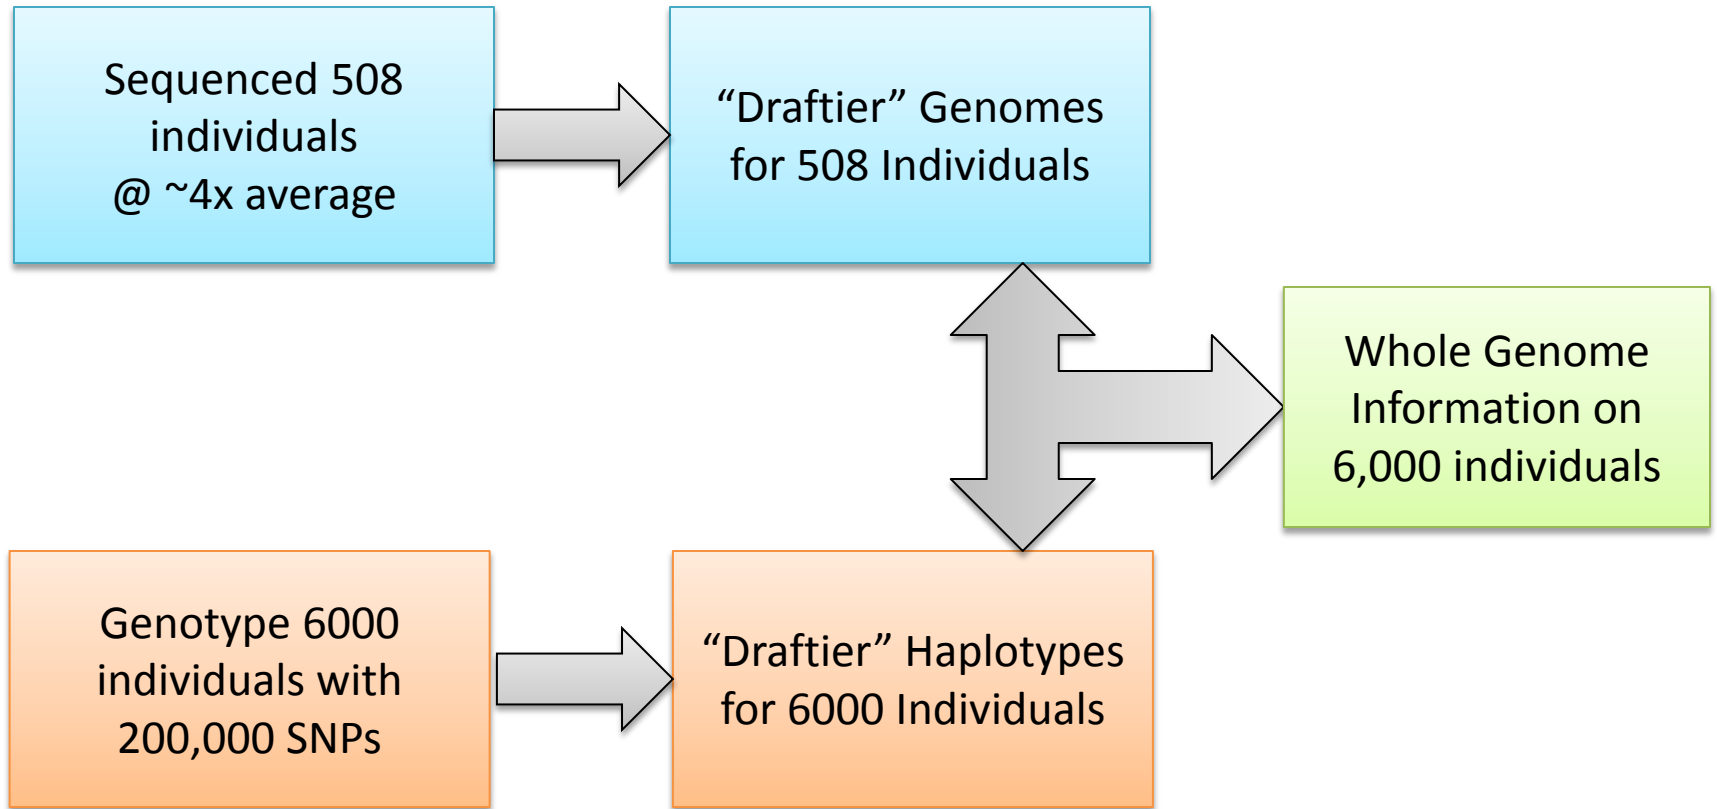 Sequenced 508
individuals
@ ~4x average
“Draftier” Genomes
for 508 Individuals
Whole Genome
Information on
6,000 individuals
Genotype 6000
individuals with
200,000 SNPs
“Draftier” Haplotypes
for 6000 Individuals